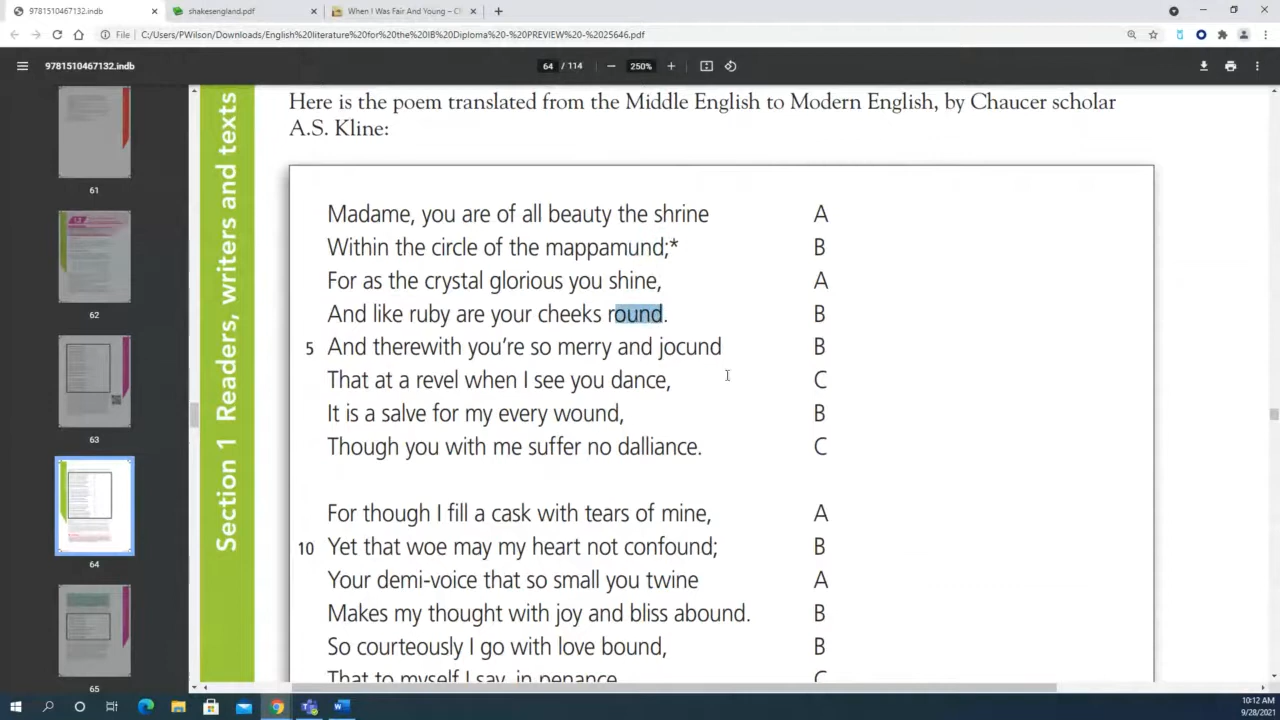 9781510467132.indb
shakesengland.pdf
When I Was Fair And Young – Cl
File
C:/Users/PWilson/Downloads/English%20literature%20for%20the%20IB%20Diploma%20-%20PREVIEW%20-%2025646.pdf
9781510467132.indb
64 / 114
250%
61
62
63
64
65
Section 1 Readers, writers and texts
Here is the poem translated from the Middle English to Modern English, by Chaucer scholar
A.S. Kline:
Madame, you are of all beauty the shrine A
Within the circle of the mappamund;* B
For as the crystal glorious you shine, A
And like ruby are your cheeks round. B
5 And therewith you're so merry and jocund B
That at a revel when I see you dance, C
It is a salve for my every wound, B
Though you with me suffer no dalliance. C
For though I fill a cask with tears of mine, A
10 Yet that woe may my heart not confound; B
Your demi-voice that so small you twine A
Makes my thought with joy and bliss abound. B
So courteously I go with love bound, B
That to myself I say, in penance, C
10:12 AM
9/28/2021